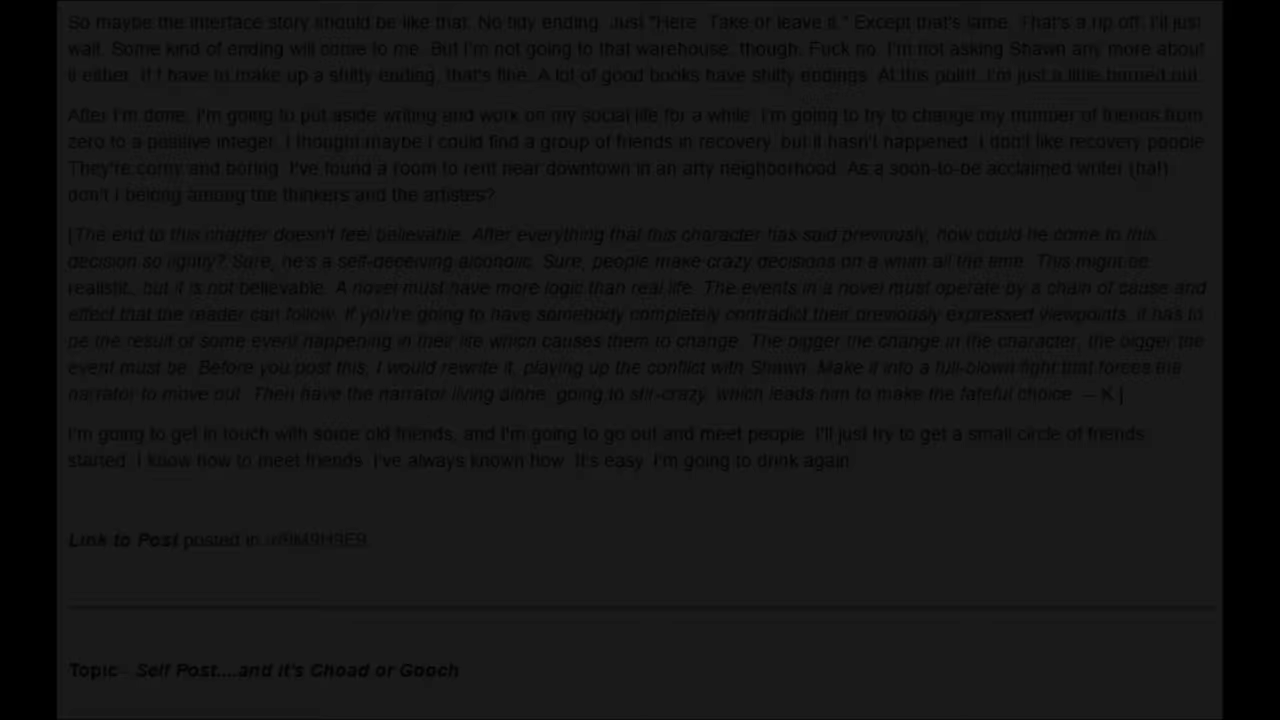 So maybe the interface story should be like that. No tidy ending. Just "Here. Take or leave it." Except that's lame. That's a rip off. I'll just
wait. Some kind of ending will come to me. But I'm not going to that warehouse, though. Fuck no. I'm not asking Shawn any more about
it either. If I have to make up a shitty ending, that's fine. A lot of good books have shitty endings. At this point, I'm just a little burned out.
After I'm done, I'm going to put aside writing and work on my social life for a while. I'm going to try to change my number of friends from
zero to a positive integer. I thought maybe I could find a group of friends in recovery, but it hasn't happened. I don't like recovery people.
They're corny and boring. I've found a room to rent near downtown in an arty neighborhood. As a soon-to-be acclaimed writer (ha!),
don't I belong among the thinkers and the artistes?
[The end to this chapter doesn't feel believable. After everything that this character has said previously, how could he come to this
decision so lightly? Sure, he's a self-deceiving alcoholic. Sure, people make crazy decisions on a whim all the time. This might be
realistic, but it is not believable. A novel must have more logic than real life. The events in a novel must operate by a chain of cause and
effect that the reader can follow. If you're going to have somebody completely contradict their previously expressed viewpoints, it has to
be the result of some event happening in their life which causes them to change. The bigger the change in the character, the bigger the
event must be. Before you post this, I would rewrite it, playing up the conflict with Shawn. Make it into a full-blown fight that forces the
narrator to move out. Then have the narrator living alone, going to stir-crazy, which leads him to make the fateful choice. -- K.]
I'm going to get in touch with some old friends, and I'm going to go out and meet people. I'll just try to get a small circle of friends
started. I know how to meet friends. I've always known how. It's easy. I'm going to drink again.
Link to Post posted in
Topic - Self Post....and it's Choad or Gooch